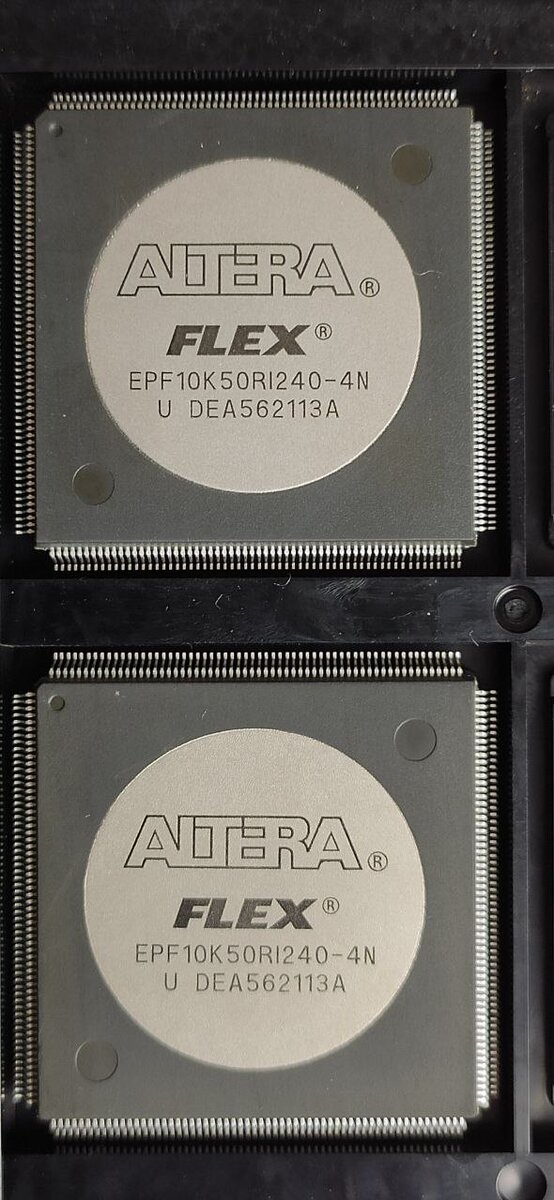 ALTERA®
FLEX®
EPF10K50RI240-4N
U DEA562113A
ALTERA®
FLEX®
EPF10K50RI240-4N
U DEA562113A